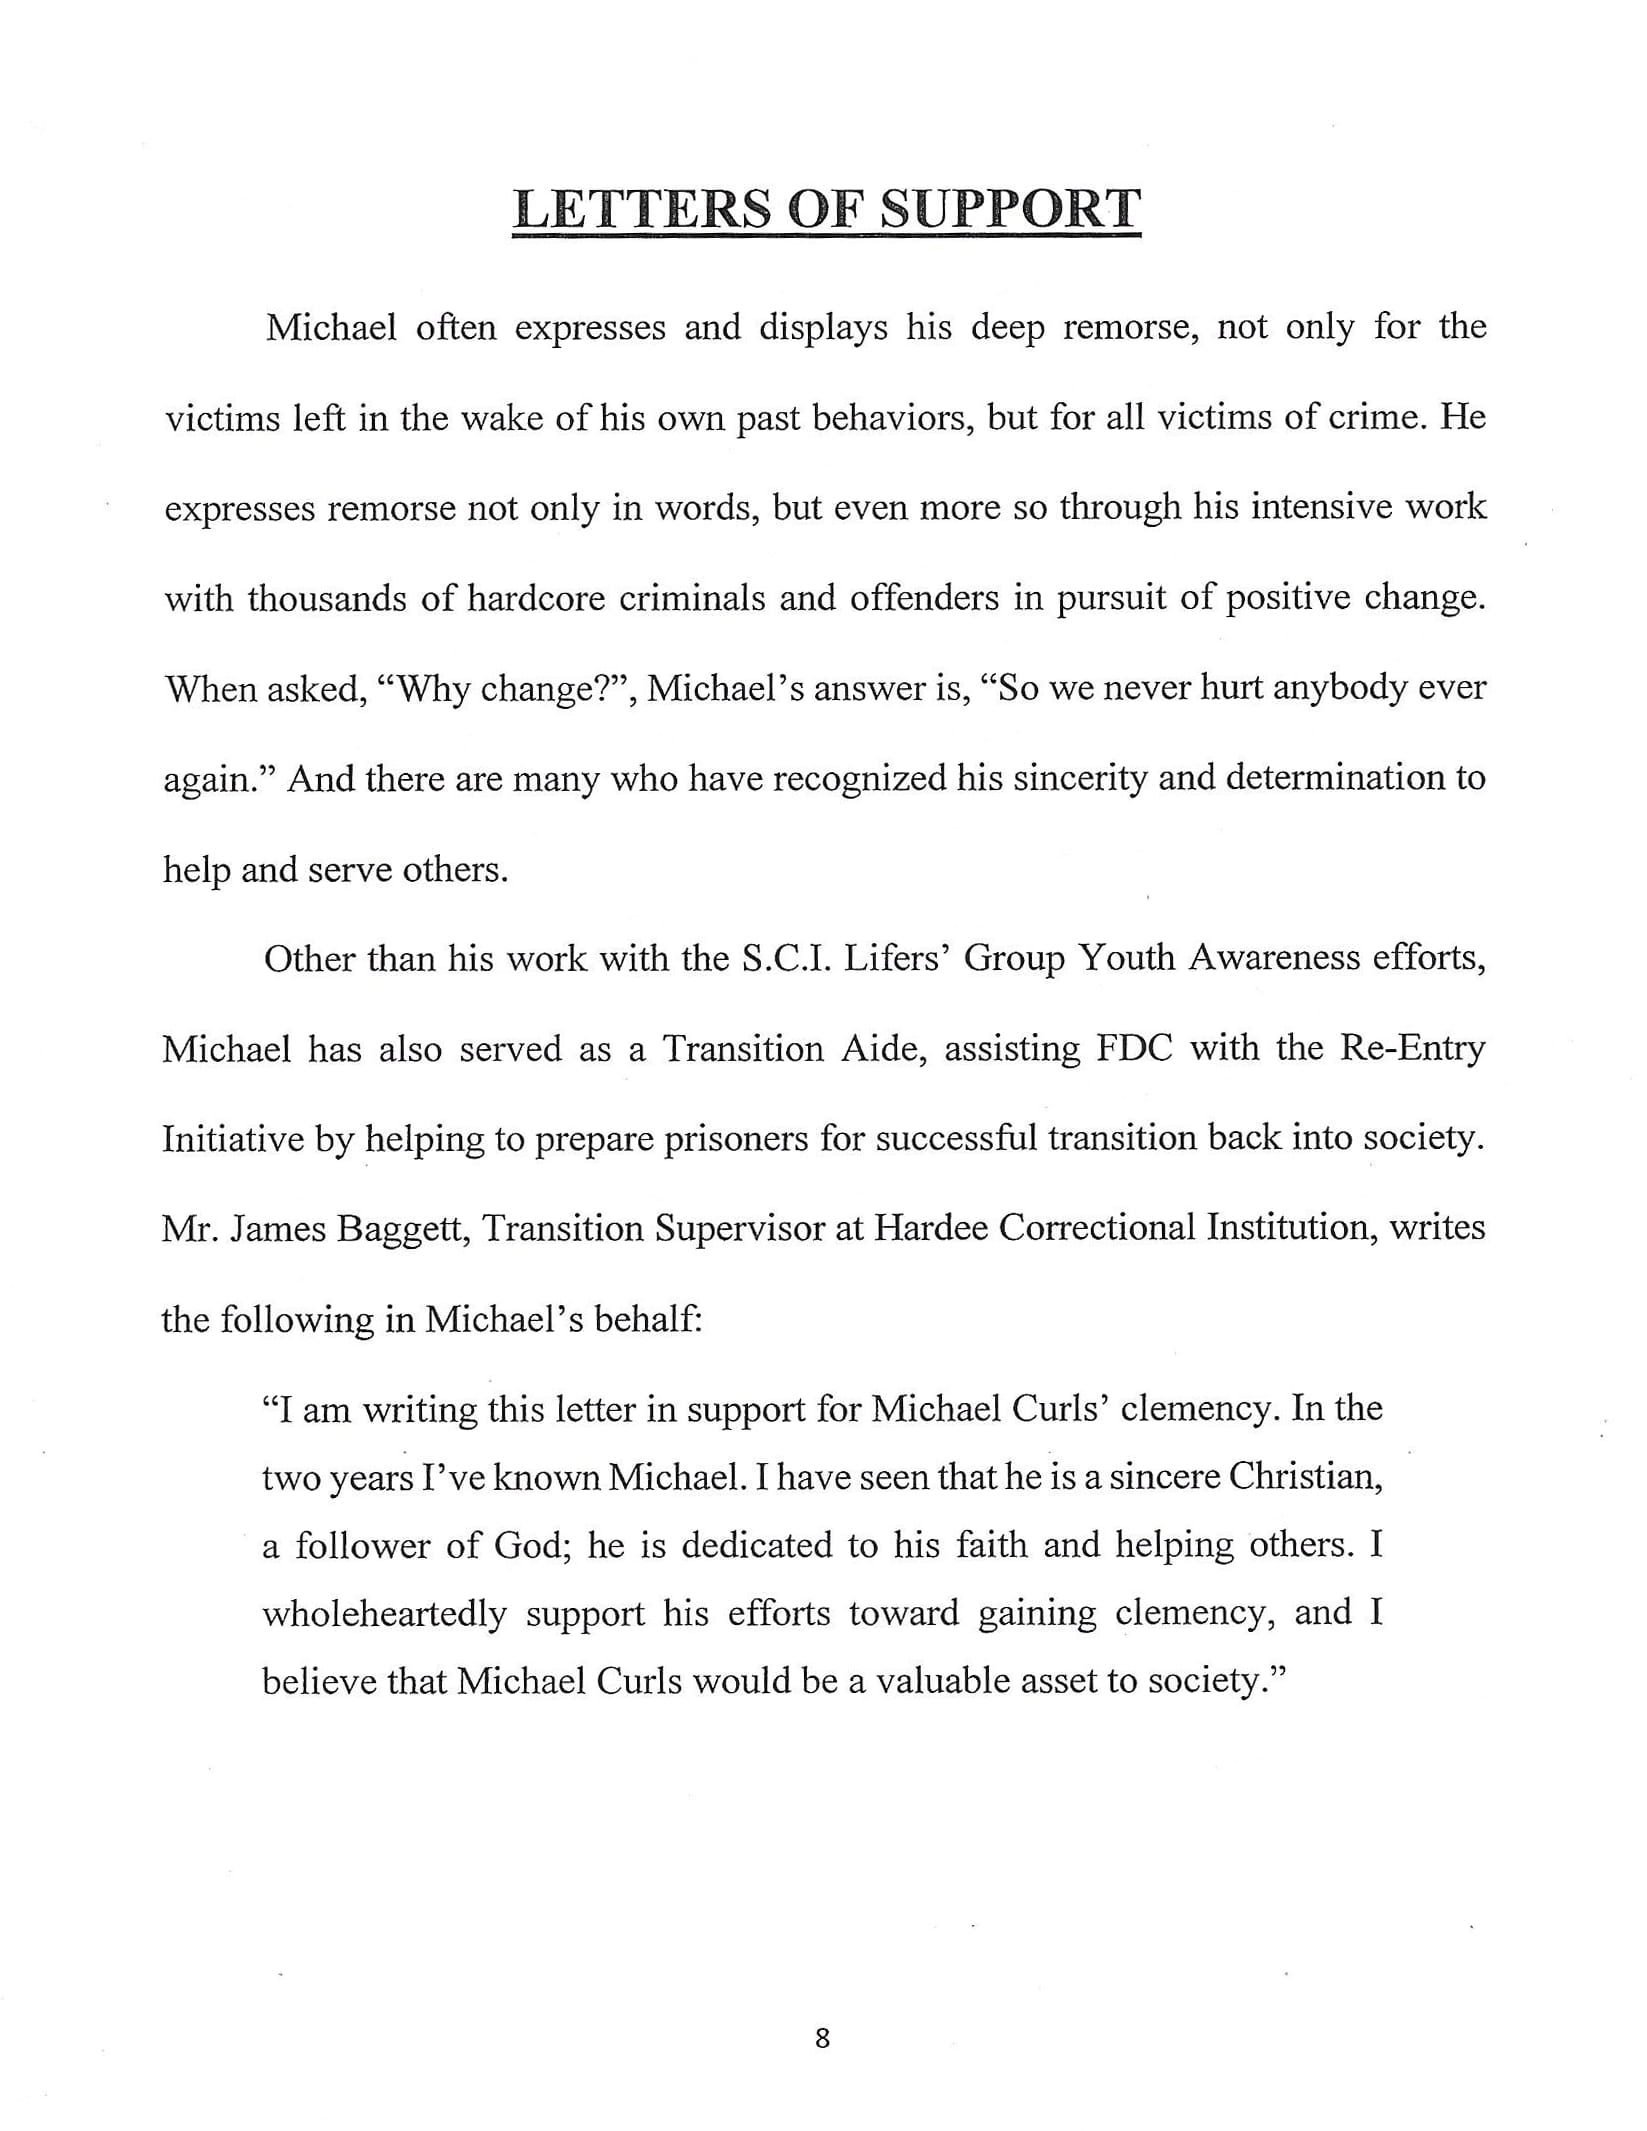 LETTERS OF SUPPORT
Michael often expresses and displays his deep remorse, not only for the
victims left in the wake of his own past behaviors, but for all victims of crime. He
expresses remorse not only in words, but even more so through his intensive work
with thousands of hardcore criminals and offenders in pursuit of positive change.
When asked, “Why change?”, Michael’s answer is, “So we never hurt anybody ever
again.” And there are many who have recognized his sincerity and determination to
help and serve others.
Other than his work with the S.C.I. Lifers’ Group Youth Awareness efforts,
Michael has also served as a Transition Aide, assisting FDC with the Re-Entry
Initiative by helping to prepare prisoners for successful transition back into society.
Mr. James Baggett, Transition Supervisor at Hardee Correctional Institution, writes
the following in Michael’s behalf:
“I am writing this letter in support for Michael Curls’ clemency. In the
two years I’ve known Michael. I have seen that he is a sincere Christian,
a follower of God; he is dedicated to his faith and helping others. I
wholeheartedly support his efforts toward gaining clemency, and I
believe that Michael Curls would be a valuable asset to society.”
8